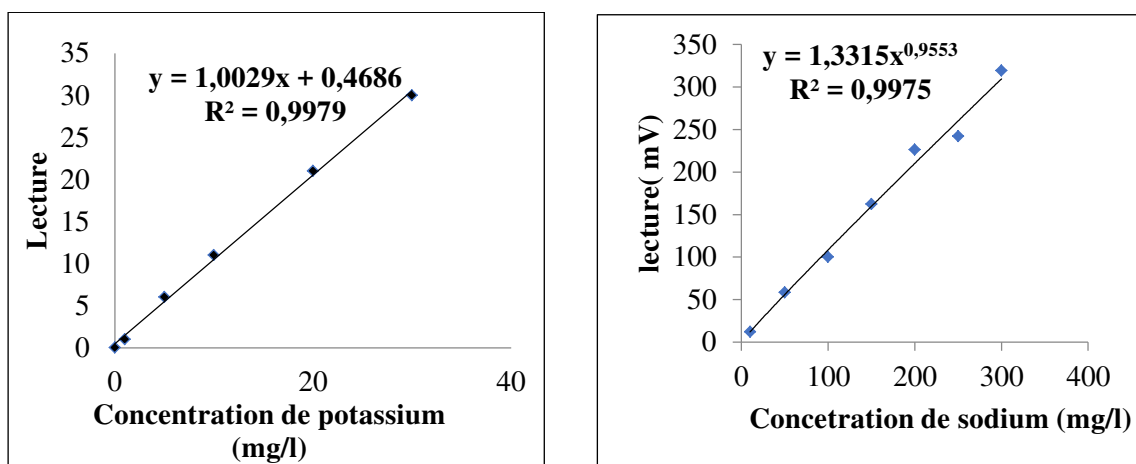 35
30
25
20
15
10
5
0
Lecture
y = 1,0029x + 0,4686
R² = 0,9979
0 20 40
Concentration de potassium
(mg/l)
350
300
250
200
150
100
50
0
lecture( mV)
y = 1,3315x^0,9553
R² = 0,9975
0 100 200 300 400
Concetration de sodium (mg/l)